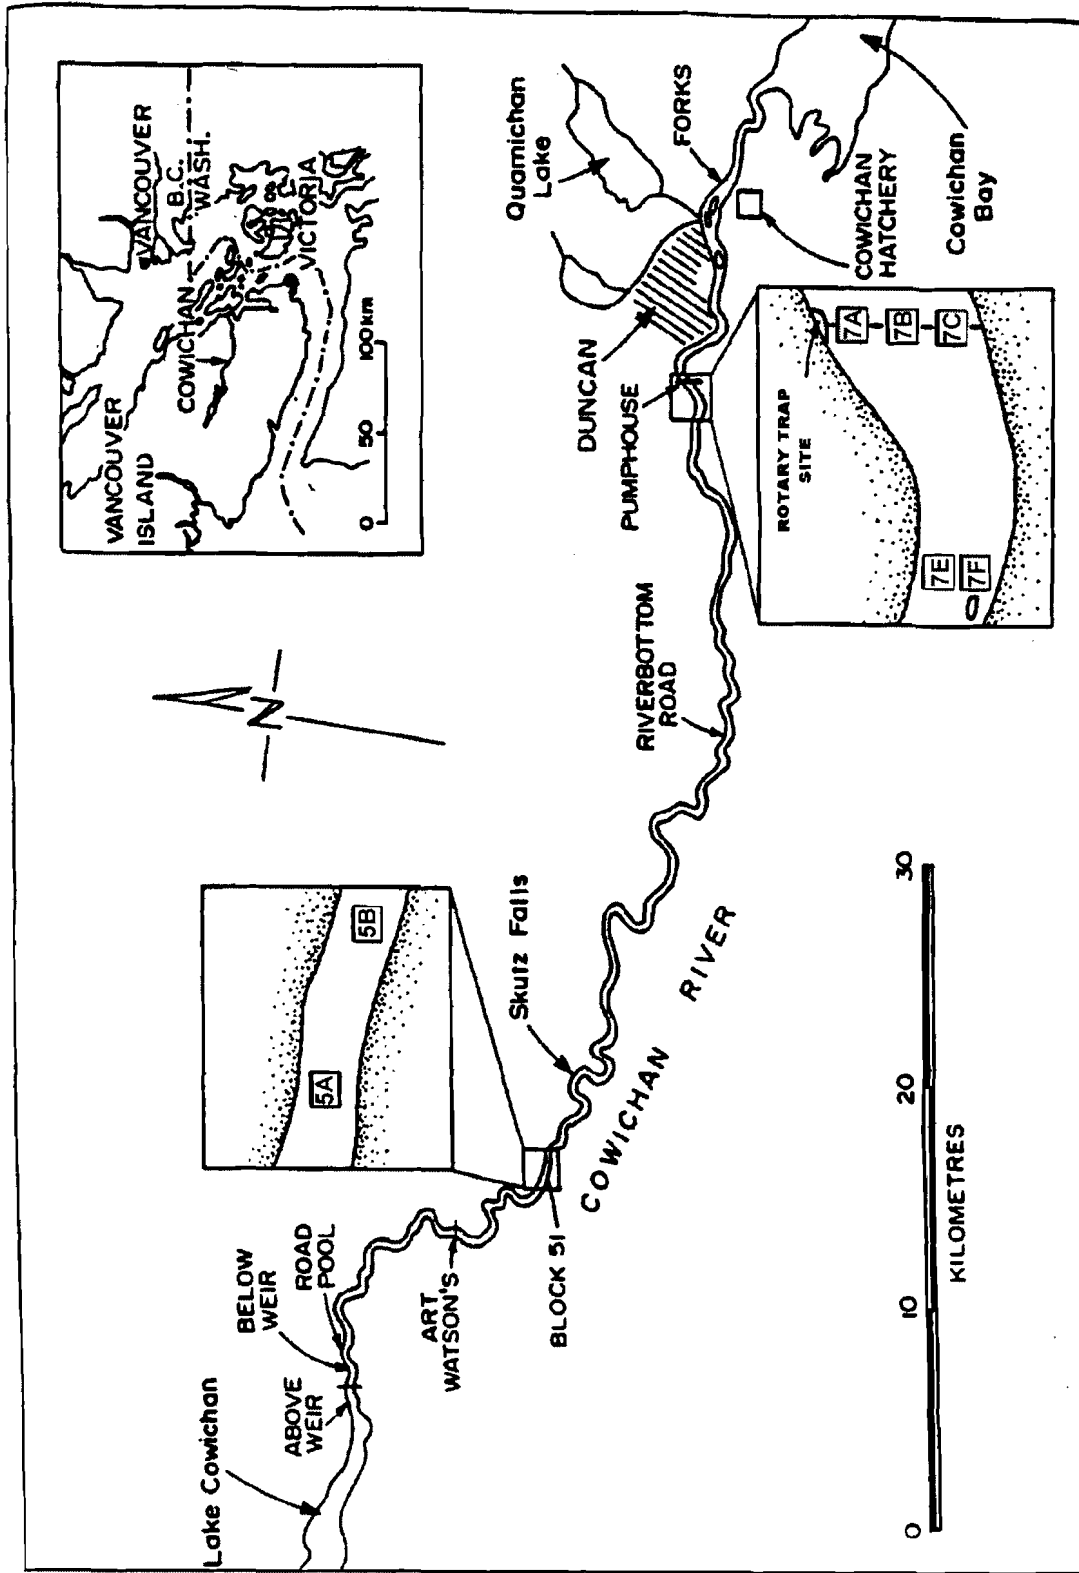 VANCOUVER
ISLAND
COWICHAN
VANCOUVER
B.C.
WASH.
VICTORIA
0
50
100km
N
Lake Cowichan
ABOVE
WEIR
BELOW
WEIR
ROAD
POOL
ART
WATSON'S
BLOCK 51
5A
5B
Skutz Falls
COWICHAN RIVER
RIVERBOTTOM
ROAD
PUMPHOUSE
DUNCAN
Quamichan
Lake
FORKS
COWICHAN
HATCHERY
Cowichan
Bay
ROTARY TRAP
SITE
7A
7B
7C
7E
7F
0
10
20
30
KILOMETRES